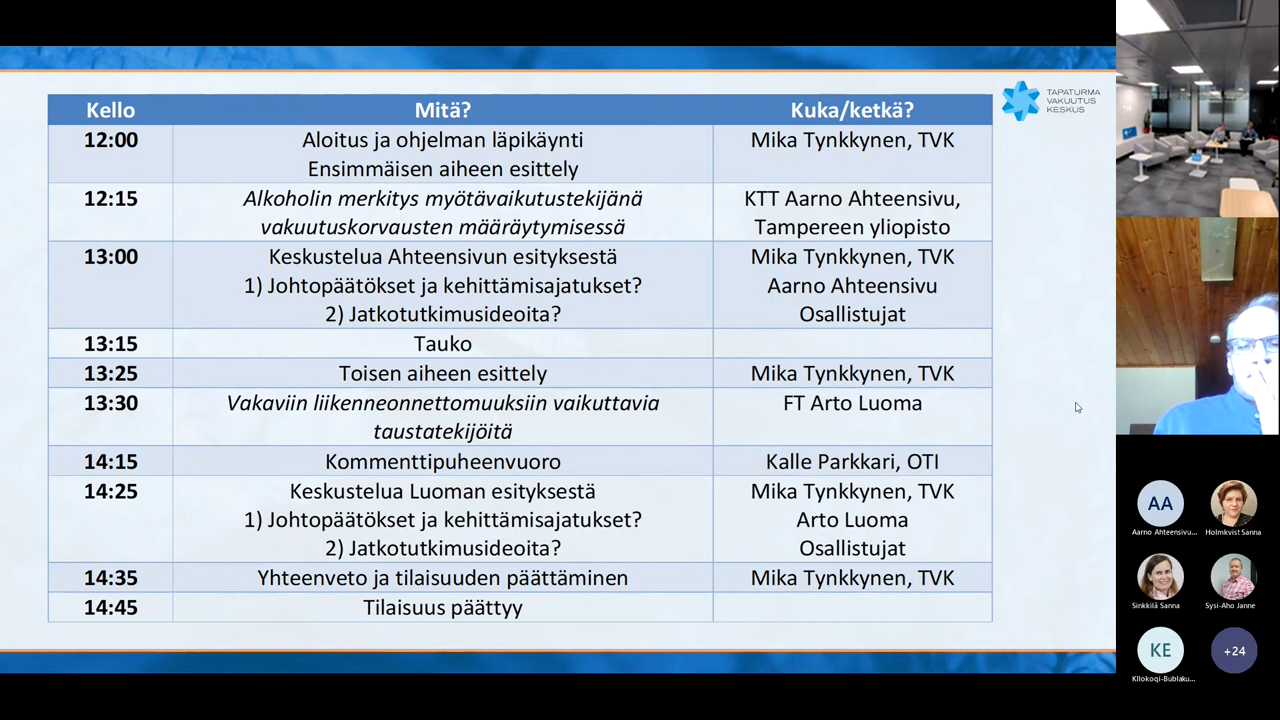 Kello Mitä? Kuka/ketkä?
12:00 Aloitus ja ohjelman läpikäynti Mika Tynkkynen, TVK
Ensimmäisen aiheen esittely
12:15 Alkoholin merkitys myötävaikutustekijänä KTT Aarno Ahteensivu,
vakuutuskorvausten määräytymisessä Tampereen yliopisto
13:00 Keskustelua Ahteensivun esityksestä Mika Tynkkynen, TVK
1) Johtopäätökset ja kehittämisajatukset? Aarno Ahteensivu
2) Jatkotutkimusideoita? Osallistujat
13:15 Tauko
13:25 Toisen aiheen esittely Mika Tynkkynen, TVK
13:30 Vakaviin liikenneonnettomuuksiin vaikuttavia FT Arto Luoma
taustatekijöitä
14:15 Kommenttipuheenvuoro Kalle Parkkari, OTI
14:25 Keskustelua Luoman esityksestä Mika Tynkkynen, TVK
1) Johtopäätökset ja kehittämisajatukset? Arto Luoma
2) Jatkotutkimusideoita? Osallistujat
14:35 Yhteenveto ja tilaisuuden päättäminen Mika Tynkkynen, TVK
14:45 Tilaisuus päättyy
TAPATURMA
VAKUUTUS
KESKUS
AA
Aarno Ahteensivu... Holmkvist Sanna
Sinkkilä Sanna Sysi-Aho Janne
KE +24
Kllokoqi-Bublaku...